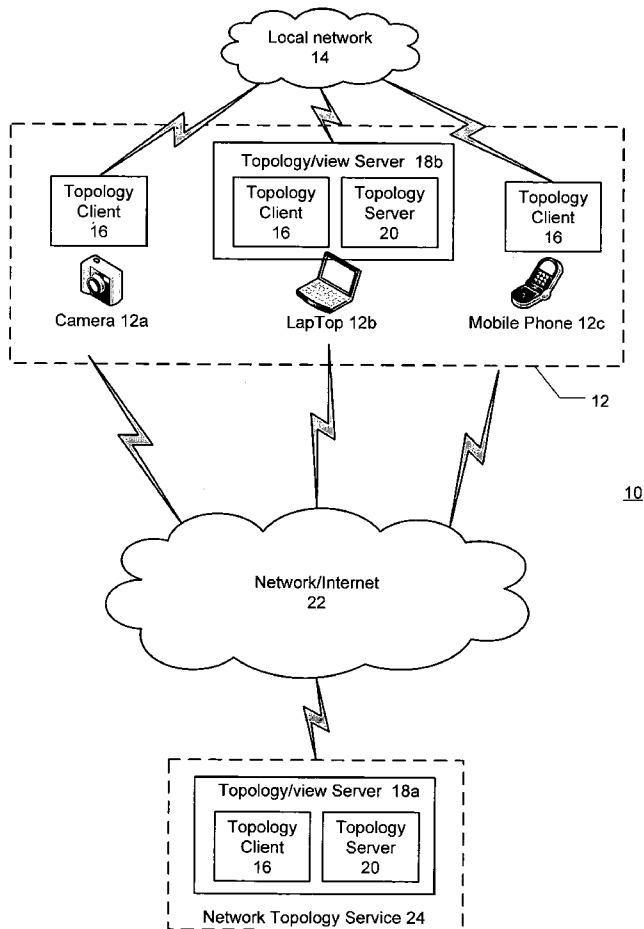 Local network
14
Topology/view Server 18b
Topology
Client
16
Topology
Client
16
Topology
Server
20
Topology
Client
16
Camera 12a
LapTop 12b
Mobile Phone 12c
12
10
Network/Internet
22
Topology/view Server 18a
Topology
Client
16
Topology
Server
20
Network Topology Service 24